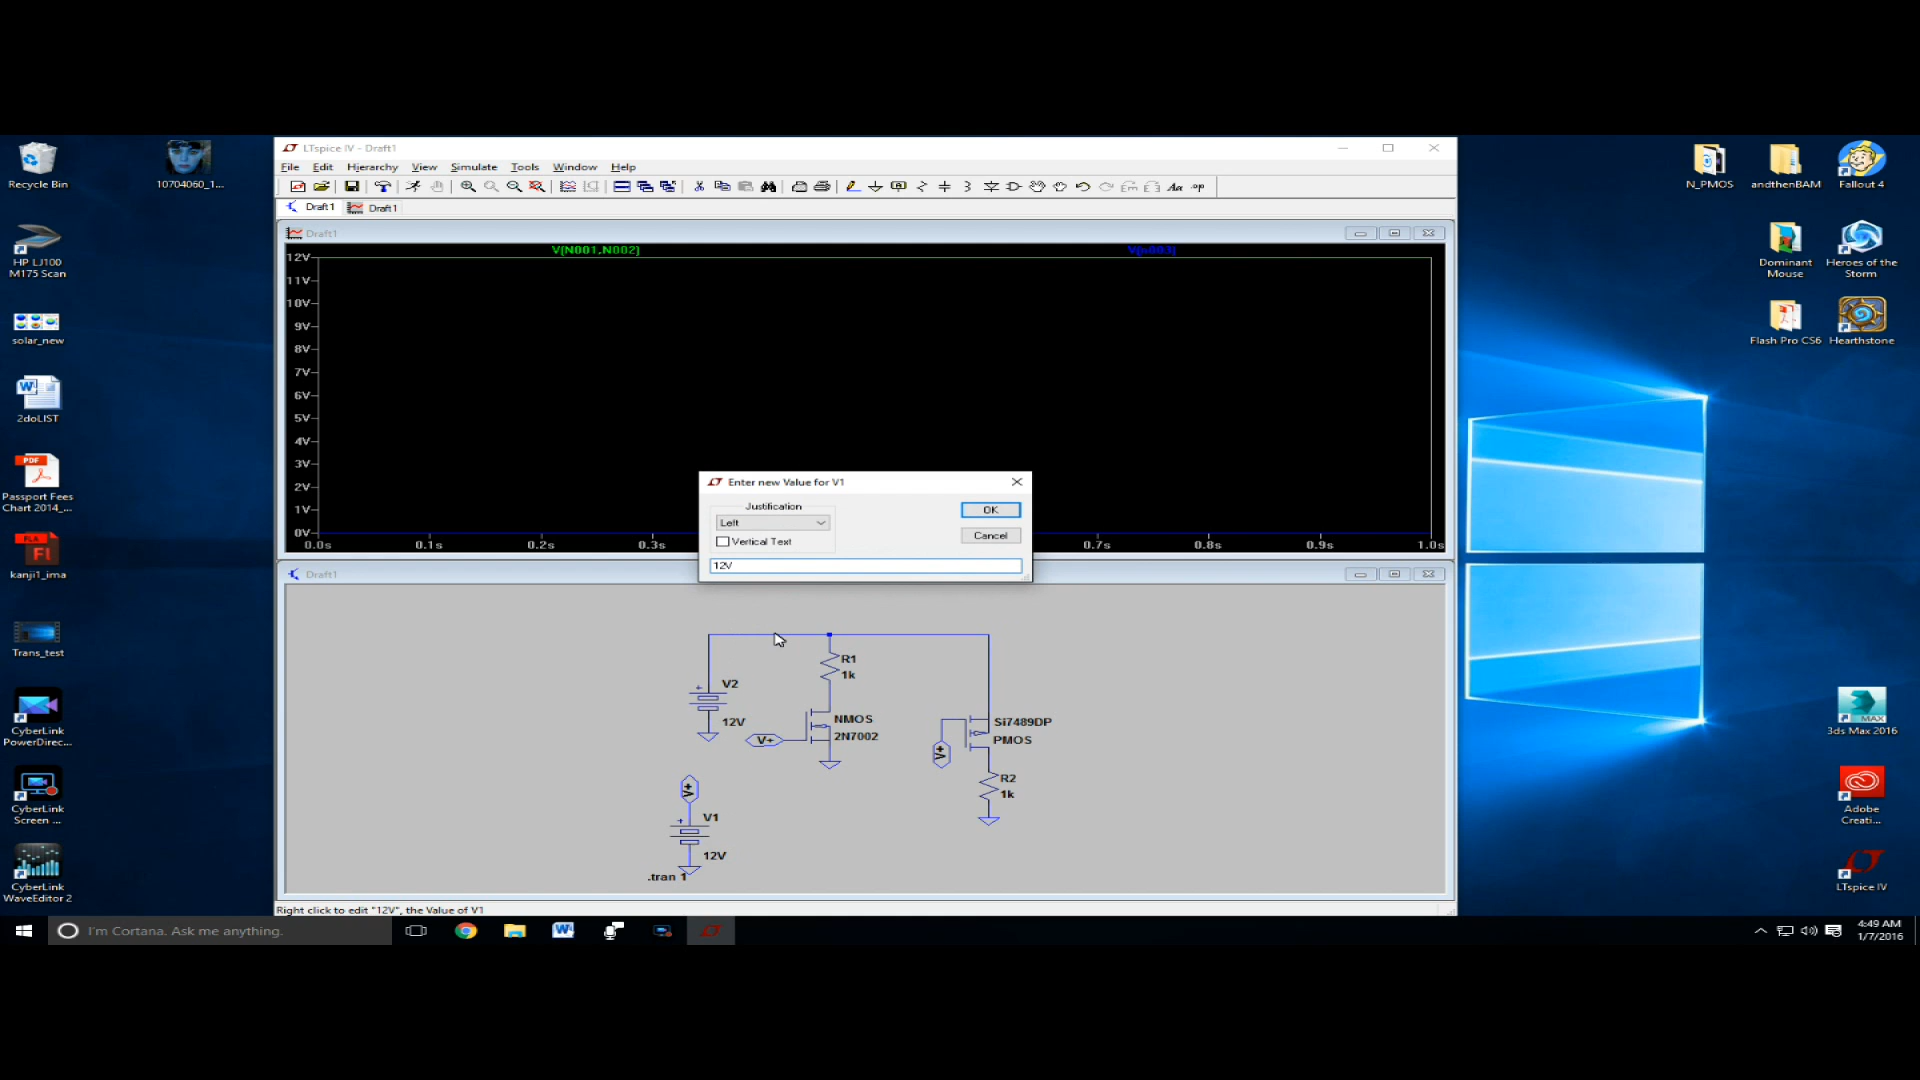 Recycle Bin
10704060_1...
HP LJ100
M175 Scan
solar_new
2doLIST
PDF
Passport Fees
Chart 2014_...
FLA
Fl
kanji1_ima
Trans_test
CyberLink
PowerDirec...
CyberLink
Screen ...
CyberLink
WaveEditor 2
LTspice IV - Draft1
File Edit Hierarchy View Simulate Tools Window Help
Draft1 Draft1
Draft1
V(N001,N002) V(n003)
12V
11V
10V
9V
8V
7V
6V
5V
4V
3V
2V
1V
0V
0.0s 0.1s 0.2s 0.3s 0.7s 0.8s 0.9s 1.0s
Enter new Value for V1
Justification
Left
Vertical Text
OK
Cancel
12V
Draft1
R1
1k
V2
12V
V+
NMOS
2N7002
Si7489DP
PMOS
V+
R2
1k
V+
V1
12V
.tran 1
Right click to edit "12V", the Value of V1
N_PMOS
andthenBAM
Fallout 4
Dominant
Mouse
Heroes of the
Storm
Flash Pro CS6
Hearthstone
MAX
3ds Max 2016
Adobe
Creati...
LTspice IV
I'm Cortana. Ask me anything.
4:49 AM
1/7/2016